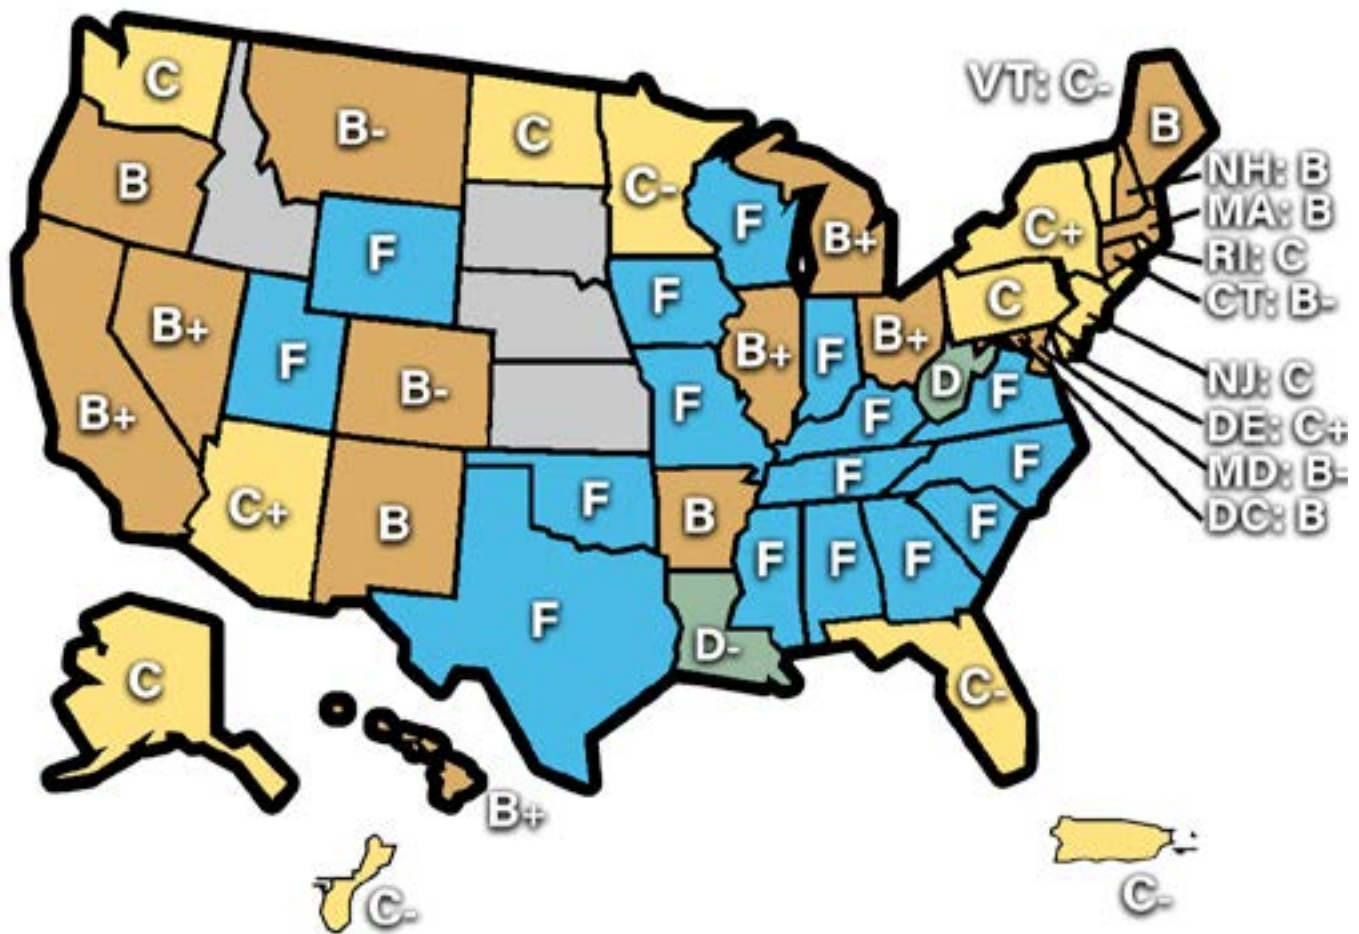 C
B-
C
VT: C-
B
B
C-
F
B+
C+
NH: B
MA: B
RI: C
CT: B-
F
B+
F
F
B+
F
B+
C
B+
F
B-
F
F
D
F
NJ: C
DE: C+
MD: B-
DC: B
C+
B
F
B
F
F
F
F
F
F
F
D-
C-
C
B+
C-
C-